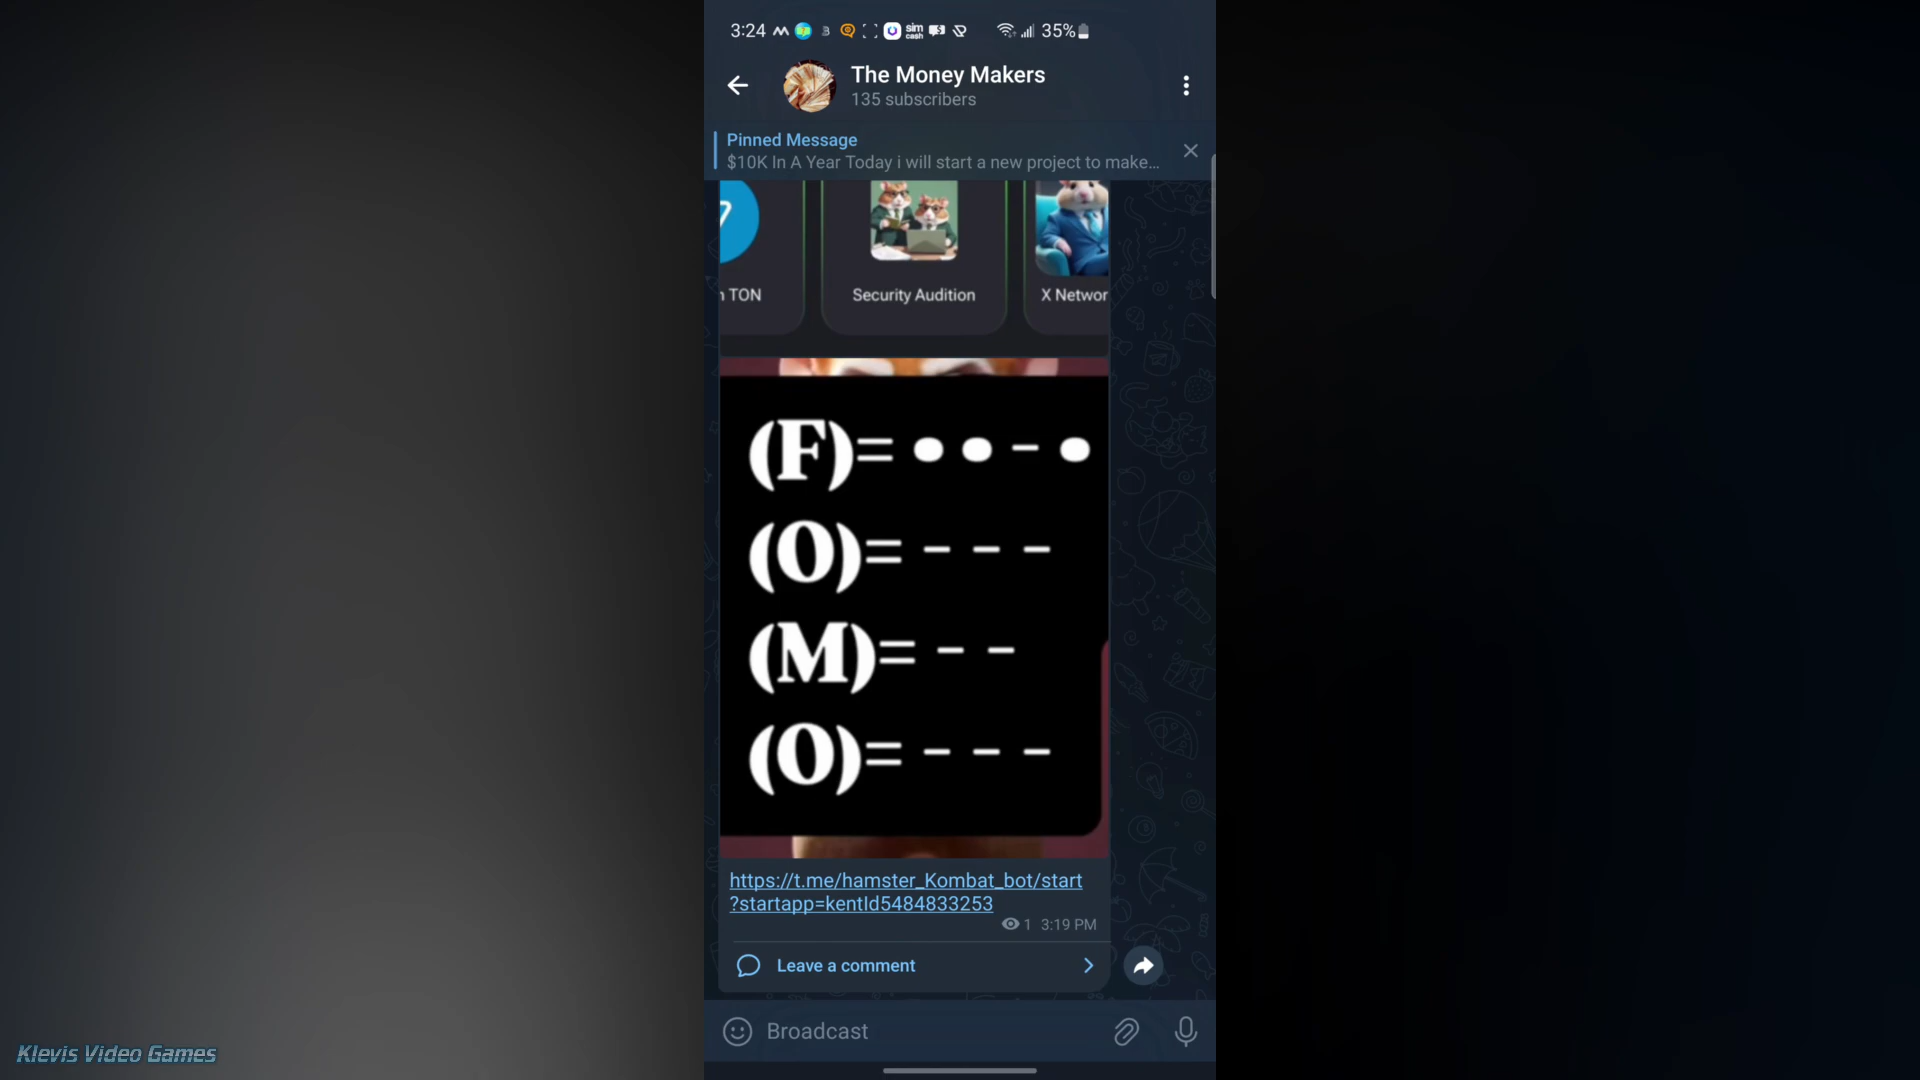 3:24
sim
cash
35%
The Money Makers
135 subscribers
Pinned Message
$10K In A Year Today i will start a new project to make...
n TON
Security Audition
X Networ
(F)= ● ● - ●
(O)= - - -
(M)= - -
(O)= - - -
https://t.me/hamster_Kombat_bot/start
?startapp=kentId5484833253
1 3:19 PM
Leave a comment
Broadcast
Klevis Video Games